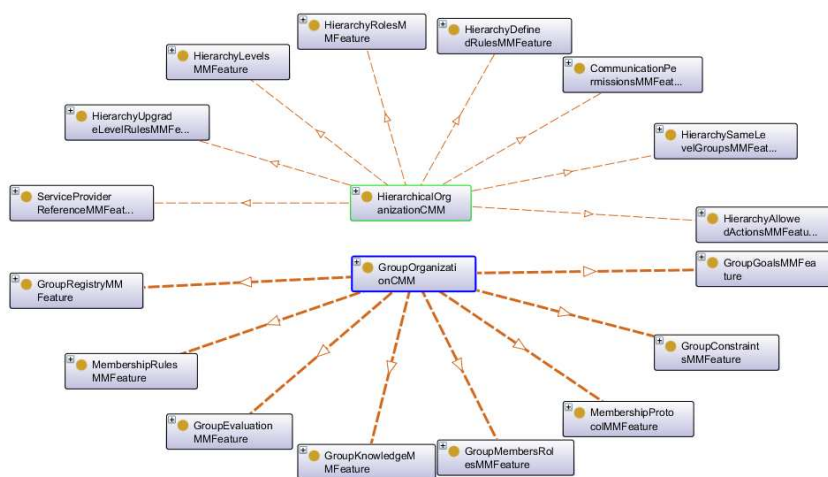 HierarchyRolesM
MFeature
HierarchyDefine
dRulesMMFeature
HierarchyLevels
MMFeature
CommunicationPe
rmissionsMMFeat...
HierarchyUpgrad
eLevelRulesMMFe...
HierarchySameLe
velGroupsMMFeat...
ServiceProvider
ReferenceMMFeat...
HierarchicalOrg
anizationCMM
HierarchyAllowe
dActionsMMFeatu...
GroupOrganizati
onCMM
GroupGoalsMMFea
ture
GroupRegistryMM
Feature
GroupConstraint
sMMFeature
MembershipRules
MMFeature
MembershipProto
colMMFeature
GroupEvaluation
MMFeature
GroupKnowledgeM
MFeature
GroupMembersRol
esMMFeature